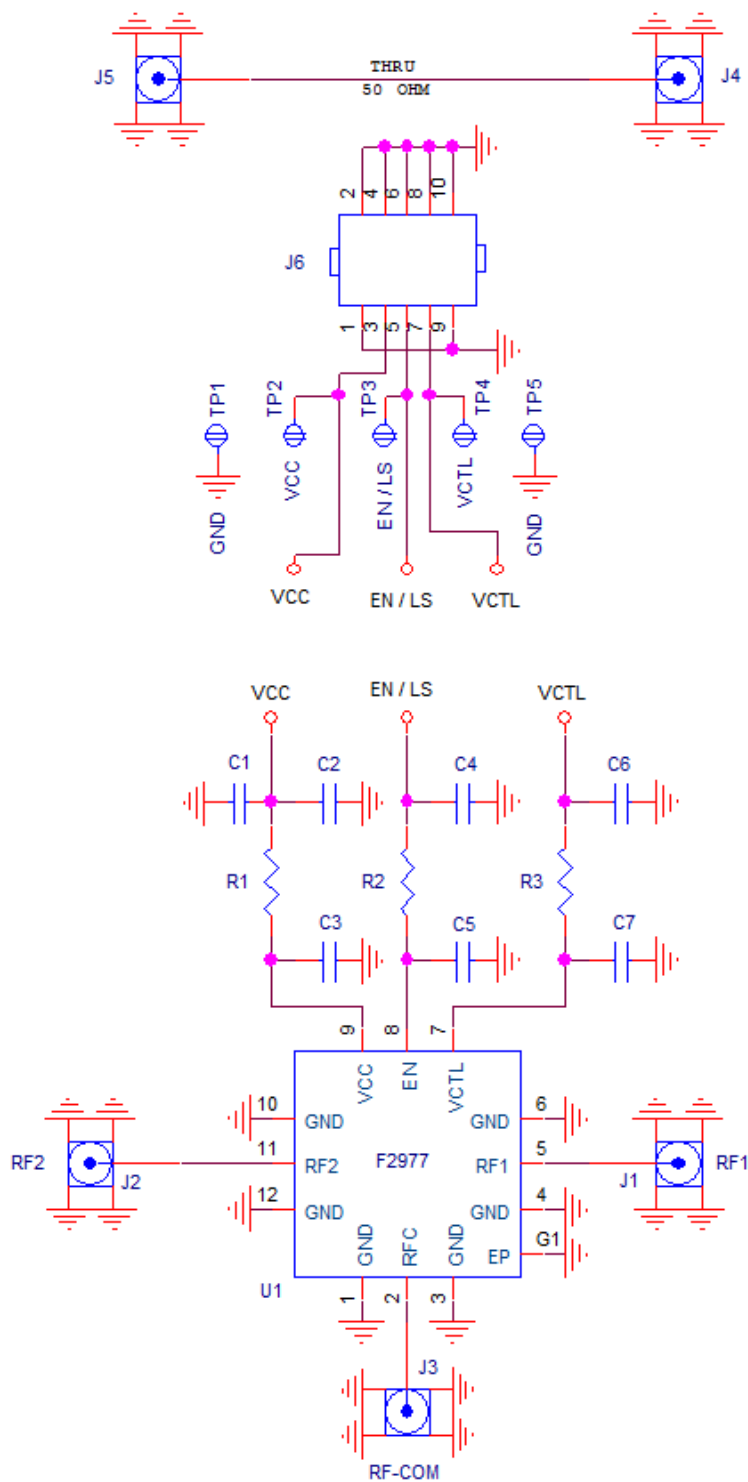 J5
THRU
50 OHM
J4
2
4
6
8
10
J6
1
3
5
7
9
TP1
TP2
TP3
TP4
TP5
GND
VCC
EN / LS
VCTL
GND
VCC
EN / LS
VCTL
VCC
EN / LS
VCTL
C1
C2
C4
C6
R1
R2
R3
C3
C5
C7
9
8
7
VCC
EN
VCTL
10
GND
GND
6
RF2
J2
11
RF2
F2977
RF1
5
J1
RF1
12
GND
GND
4
GND
RFC
GND
EP
G1
U1
1
2
3
J3
RF-COM